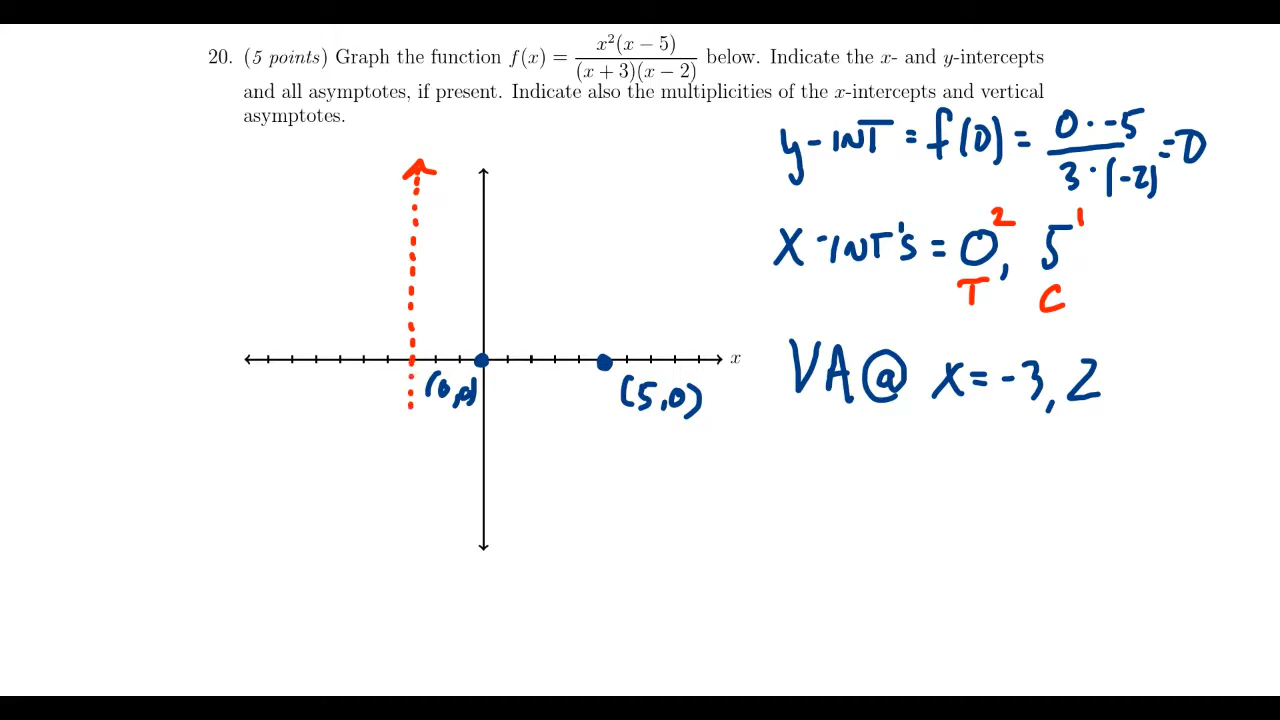 20. (5 points) Graph the function f(x) = x²(x − 5) / (x + 3)(x − 2) below. Indicate the x- and y-intercepts
and all asymptotes, if present. Indicate also the multiplicities of the x-intercepts and vertical
asymptotes.
y-INT = f(0) = 0 · -5 / 3 · (-2) = 0
X-INT'S = 0², 5¹
T C
x
(0,0)
(5,0)
VA @ x = -3, 2